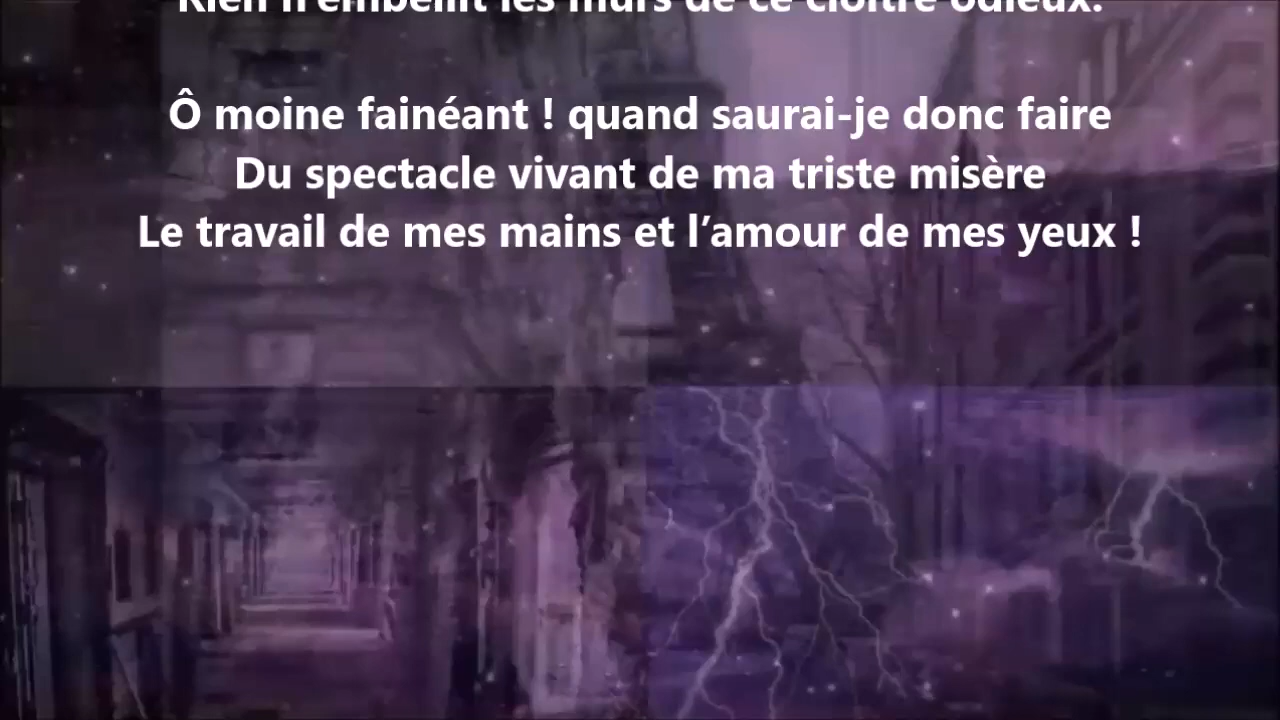 Rien n'embellit les murs de ce cloître odieux.
Ô moine fainéant ! quand saurai-je donc faire
Du spectacle vivant de ma triste misère
Le travail de mes mains et l’amour de mes yeux !